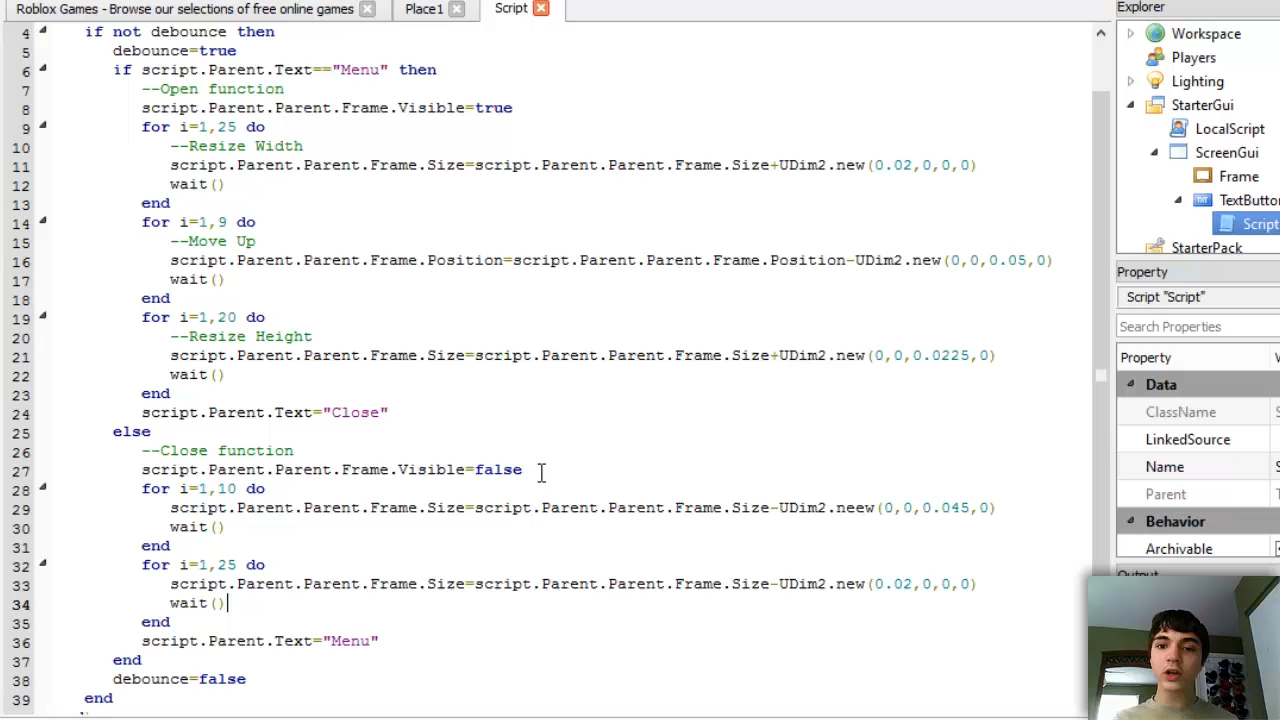 Roblox Games - Browse our selections of free online games
Place1
Script
Explorer
4 if not debounce then
5 debounce=true
6 if script.Parent.Text=="Menu" then
7 --Open function
8 script.Parent.Parent.Frame.Visible=true
9 for i=1,25 do
10 --Resize Width
11 script.Parent.Parent.Frame.Size=script.Parent.Parent.Frame.Size+UDim2.new(0.02,0,0,0)
12 wait()
13 end
14 for i=1,9 do
15 --Move Up
16 script.Parent.Parent.Frame.Position=script.Parent.Parent.Frame.Position-UDim2.new(0,0,0.05,0)
17 wait()
18 end
19 for i=1,20 do
20 --Resize Height
21 script.Parent.Parent.Frame.Size=script.Parent.Parent.Frame.Size+UDim2.new(0,0,0.0225,0)
22 wait()
23 end
24 script.Parent.Text="Close"
25 else
26 --Close function
27 script.Parent.Parent.Frame.Visible=false
28 for i=1,10 do
29 script.Parent.Parent.Frame.Size=script.Parent.Parent.Frame.Size-UDim2.neew(0,0,0.045,0)
30 wait()
31 end
32 for i=1,25 do
33 script.Parent.Parent.Frame.Size=script.Parent.Parent.Frame.Size-UDim2.new(0.02,0,0,0)
34 wait()
35 end
36 script.Parent.Text="Menu"
37 end
38 debounce=false
39 end
Workspace
Players
Lighting
StarterGui
LocalScript
ScreenGui
Frame
TextButto
Script
StarterPack
Property
Script "Script"
Search Properties
Property
Data
ClassName
LinkedSource
Name
Parent
Behavior
Archivable